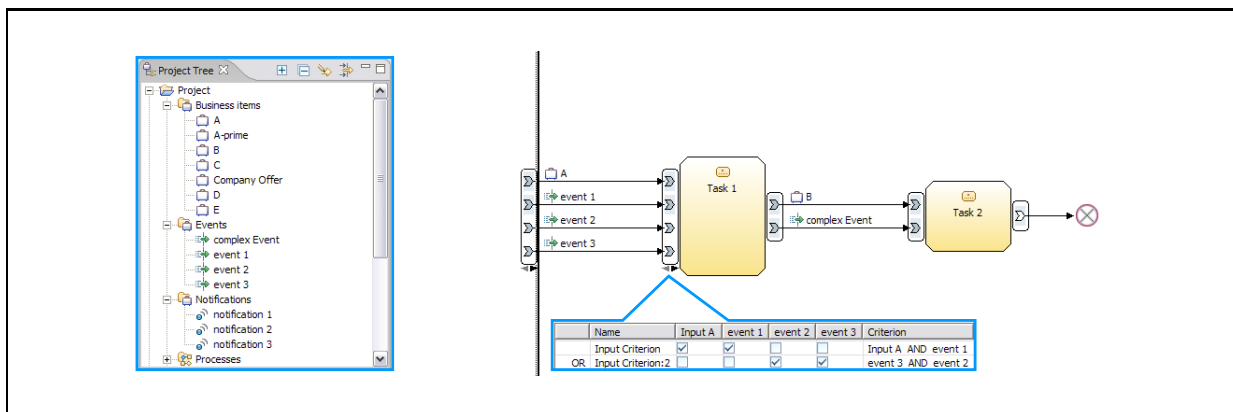 Project Tree
Project
Business items
A
A-prime
B
C
Company Offer
D
E
Events
complex Event
event 1
event 2
event 3
Notifications
notification 1
notification 2
notification 3
Processes
A
event 1
event 2
event 3
Task 1
B
complex Event
Task 2
Name Input A event 1 event 2 event 3 Criterion
Input Criterion Input A AND event 1
OR Input Criterion:2 event 3 AND event 2